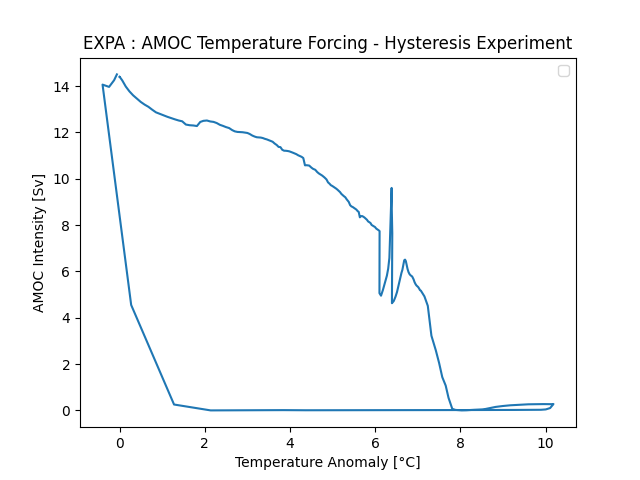 EXPA : AMOC Temperature Forcing - Hysteresis Experiment
14
12
10
8
6
4
2
0
AMOC Intensity [Sv]
0 2 4 6 8 10
Temperature Anomaly [°C]